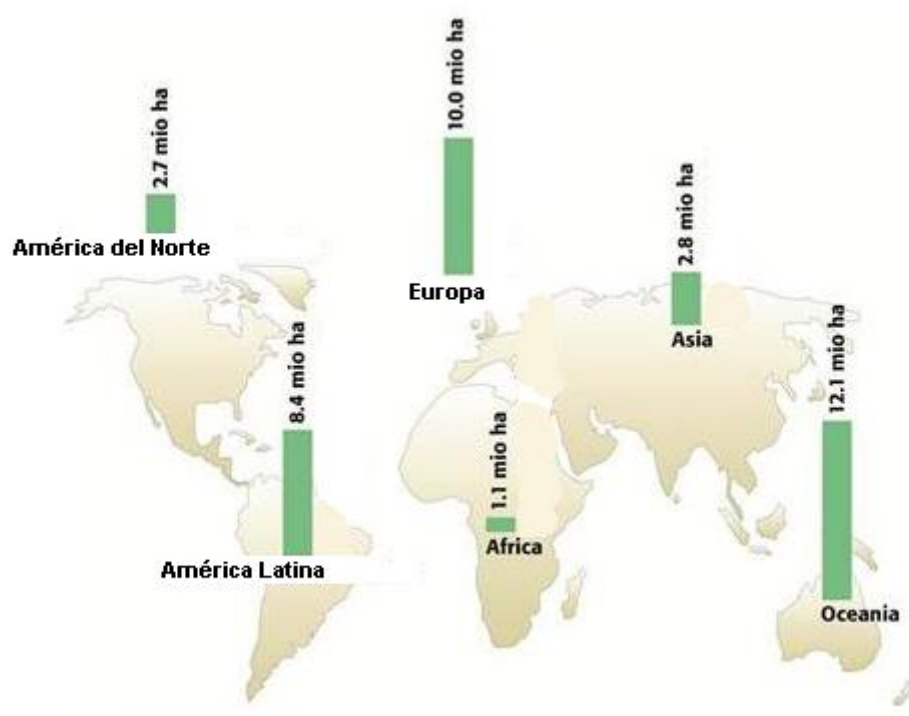 2.7 mio ha
América del Norte
10.0 mio ha
Europa
2.8 mio ha
Asia
8.4 mio ha
América Latina
1.1 mio ha
Africa
12.1 mio ha
Oceania